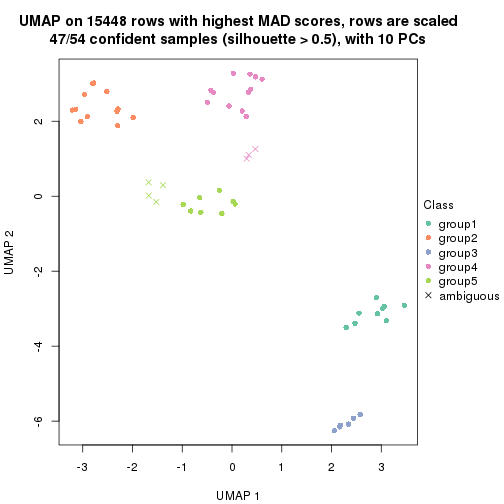 UMAP on 15448 rows with highest MAD scores, rows are scaled
47/54 confident samples (silhouette > 0.5), with 10 PCs
2
0
-2
-4
-6
UMAP 2
-3 -2 -1 0 1 2 3
UMAP 1
Class
group1
group2
group3
group4
group5
ambiguous